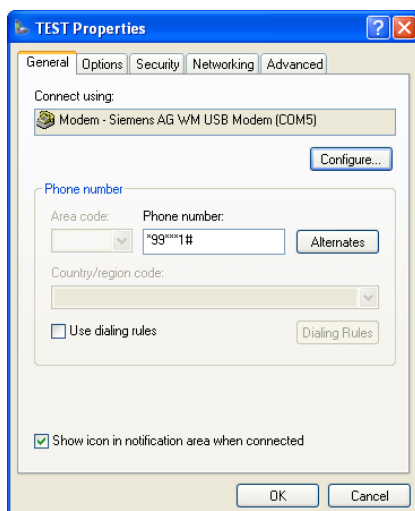 TEST Properties
General Options Security Networking Advanced
Connect using:
Modem - Siemens AG WM USB Modem (COM5)
Configure...
Phone number
Area code: Phone number:
*99***1# Alternates
Country/region code:
Use dialing rules Dialing Rules
Show icon in notification area when connected
OK Cancel